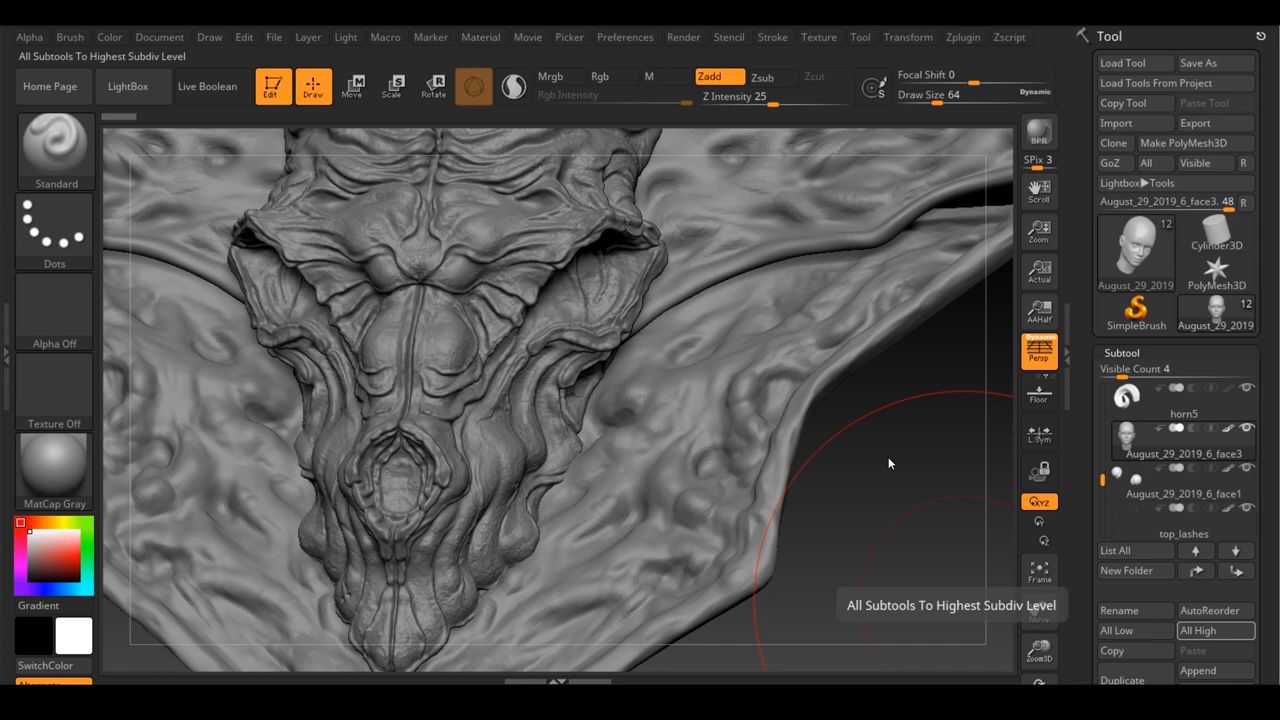 Alpha Brush Color Document Draw Edit File Layer Light Macro Marker Material Movie Picker Preferences Render Stencil Stroke Texture Tool Transform Zplugin Zscript
Tool
All Subtools To Highest Subdiv Level
Home Page LightBox Live Boolean Edit Draw Move Scale Rotate
Mrgb Rgb M Zadd Zsub Zcut
Rgb Intensity Z Intensity 25
Focal Shift 0
Draw Size 64 Dynamic
S
Standard
Dots
Alpha Off
Texture Off
MatCap Gray
Gradient
SwitchColor
Alternate
BPR
SPix 3
Scroll
Zoom
Actual
AAHalf
Dynamic
Persp
Floor
L.Sym
XYZ
Frame
Move
Zoom3D
All Subtools To Highest Subdiv Level
Load Tool Save As
Load Tools From Project
Copy Tool Paste Tool
Import Export
Clone Make PolyMesh3D
GoZ All Visible R
Lightbox▶Tools
August_29_2019_6_face3. 48 R
12
Cylinder3D
August_29_2019 PolyMesh3D
12
SimpleBrush August_29_2019
Subtool
Visible Count 4
horn5
August_29_2019_6_face3
August_29_2019_6_face1
top_lashes
List All
New Folder
Rename AutoReorder
All Low All High
Copy Paste
Duplicate Append